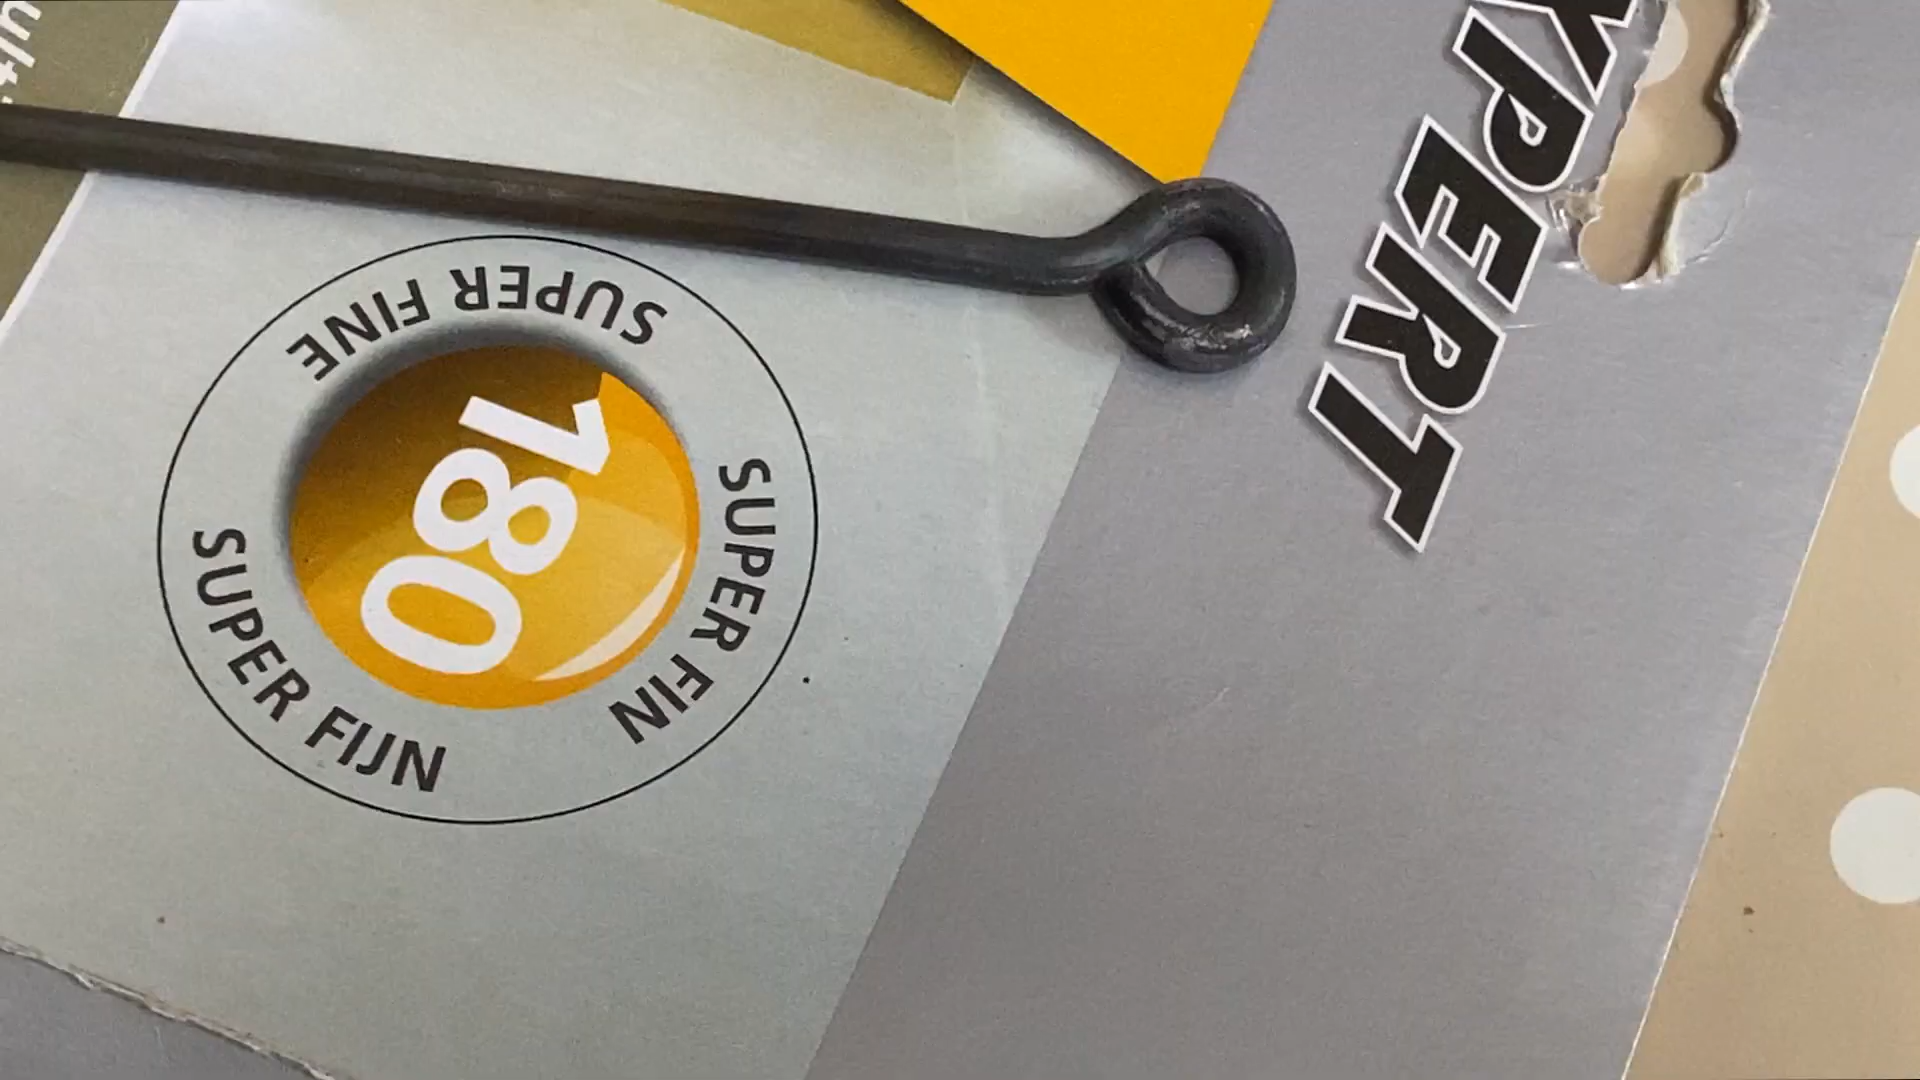 XPERT
SUPER FINE
SUPER FIN
SUPER FIJN
180